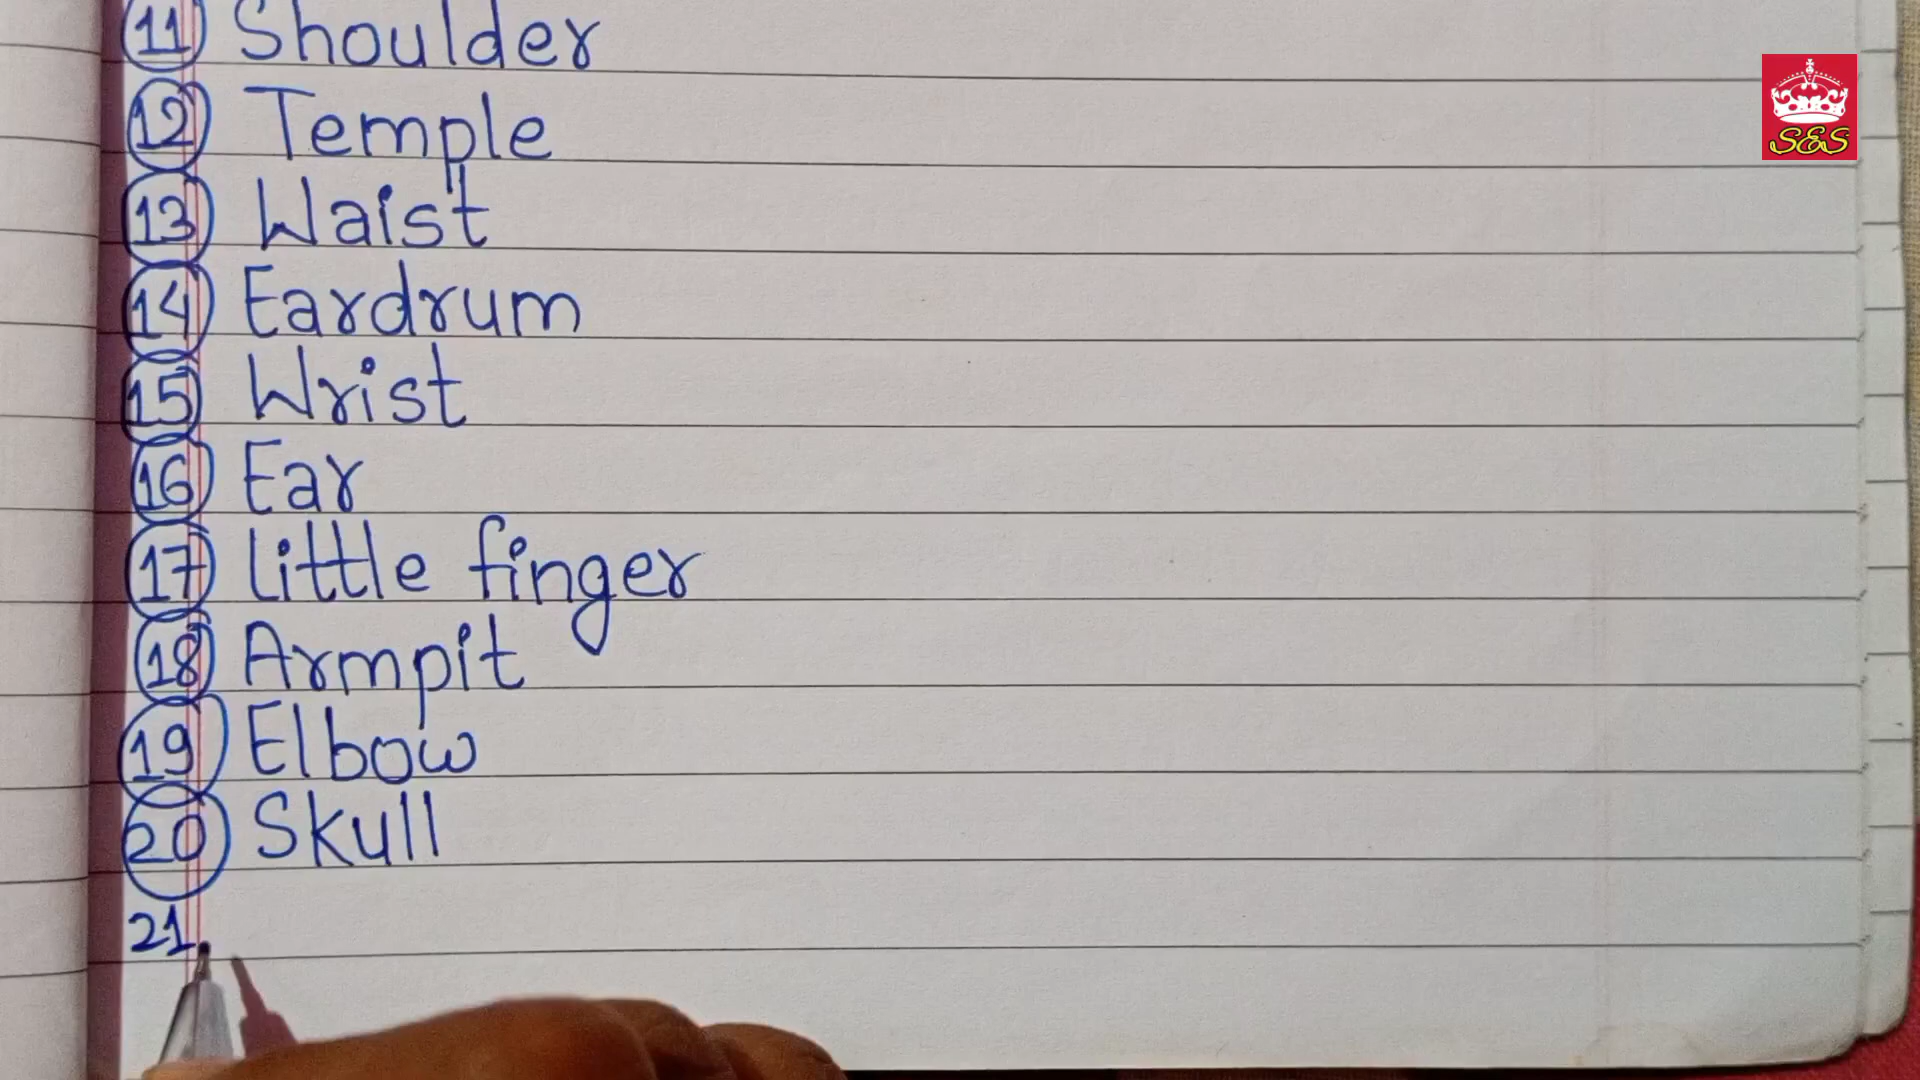 11 Shoulder
12 Temple
13 Waist
14 Eardrum
15 Wrist
16 Ear
17 little finger
18 Armpit
19 Elbow
20 Skull
21
S&S